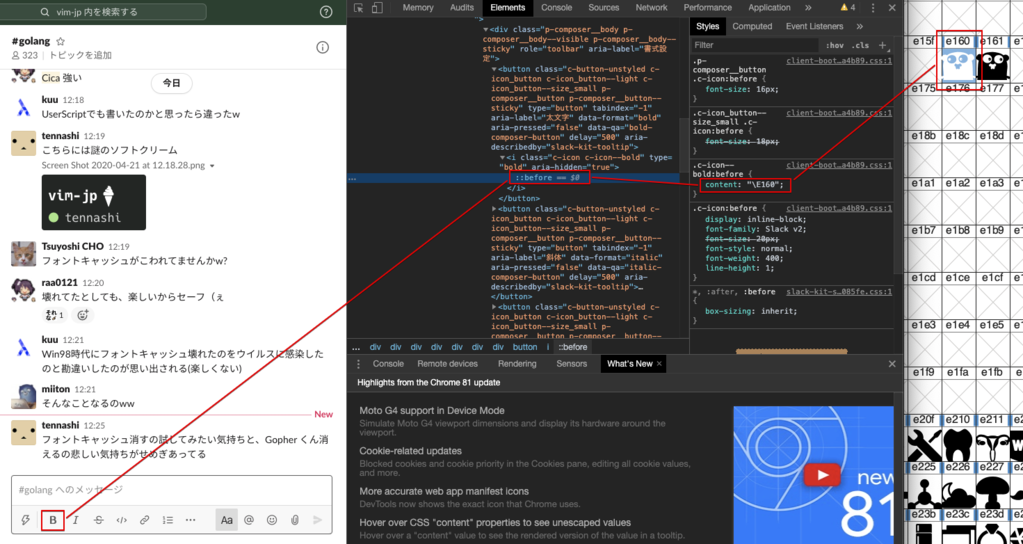 vim-jp 内を検索する
#golang
323 | トピックを追加
Cica 強い
今日
kuu 12:18
UserScriptでも書いたのかと思ったら違ったw
tennashi 12:19
こちらには謎のソフトクリーム
Screen Shot 2020-04-21 at 12.18.28.png
vim-jp
tennashi
Tsuyoshi CHO 12:19
フォントキャッシュがこわれてませんかw?
raa0121 12:20
壊れてたとしても、楽しいからセーフ（ぇ
それな 1
kuu 12:21
Win98時代にフォントキャッシュ壊れたのをウイルスに感染した
のと勘違いしたのが思い出される(楽しくない)
miiton 12:21
そんなことなるのww
New
tennashi 12:25
フォントキャッシュ消すの試してみたい気持ちと、Gopher くん消
えるの悲しい気持ちがせめぎあってる
#golang へのメッセージ
B I S </> Aa @
Memory Audits Elements Console Sources Network Performance Application » 4
">
<div class="p-composer__body p-
composer__body--visible p-composer__body--
sticky" role="toolbar" aria-label="書式設
定">
<button class="c-button-unstyled c-
icon_button c-icon_button--light c-
icon_button--size_small p-
composer__button p-composer__button--
sticky" type="button" tabindex="-1"
aria-label="太文字" data-format="bold"
aria-pressed="false" data-qa="bold-
composer-button" delay="500" aria-
describedby="slack-kit-tooltip">
<i class="c-icon c-icon--bold" type=
"bold" aria-hidden="true">
… ::before == $0
</i>
</button>
<button class="c-button-unstyled c-
icon_button c-icon_button--light c-
icon_button--size_small p-
composer__button p-composer__button--
sticky" type="button" tabindex="-1"
aria-label="斜体" data-format="italic"
aria-pressed="false" data-qa="italic-
composer-button" delay="500" aria-
describedby="slack-kit-tooltip">…
</button>
<button class="c-button-unstyled c-
icon_button c-icon_button--light c-
icon_button--size_small p-
composer__button p-composer__button--
... div div div div div div div button i ::before
Styles Computed Event Listeners »
Filter :hov .cls +
.p- client-boot…a4b89.css:1
composer__button
.c-icon:before {
font-size: 16px;
}
.c-icon_button-- client-boot…a4b89.css:1
size_small .c-
icon:before {
font-size: 18px;
}
.c-icon-- client-boot…a4b89.css:1
bold:before {
content: "\E160";
}
.c-icon:before { client-boot…a4b89.css:1
display: inline-block;
font-family: Slack v2;
font-size: 20px;
font-style: normal;
font-weight: 400;
line-height: 1;
}
*, :after, :before slack-kit-s…085fe.css:1
{
box-sizing: inherit;
}
Console Remote devices Rendering Sensors What's New ×
Highlights from the Chrome 81 update
Moto G4 support in Device Mode
Simulate Moto G4 viewport dimensions and display its hardware around the
viewport.
Cookie-related updates
Blocked cookies and cookie priority in the Cookies pane, editing all cookie values,
and more.
More accurate web app manifest icons
DevTools now shows the exact icon that Chrome uses.
Hover over CSS "content" properties to see unescaped values
Hover over a "content" value to see the rendered version of the value in a tooltip.
new
81
e15f e160 e161
e175 e176 e177
e18b e18c e18d
e1a1 e1a2 e1a3
e1b7 e1b8 e1b9
e1cd e1ce e1cf
e1e3 e1e4 e1e5
e1f9 e1fa e1fb
e20f e210 e211
e225 e226 e227
e23b e23c e23d